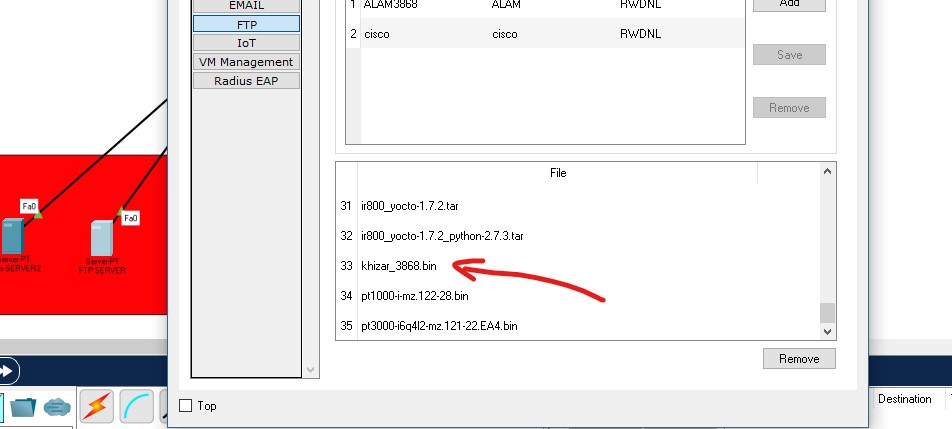 EMAIL
FTP
IoT
VM Management
Radius EAP
1 ALAM3868 ALAM RWDNL
2 cisco cisco RWDNL
Add
Save
Remove
File
31 ir800_yocto-1.7.2.tar
32 ir800_yocto-1.7.2_python-2.7.3.tar
33 khizar_3868.bin
34 pt1000-i-mz.122-28.bin
35 pt3000-i6q4l2-mz.121-22.EA4.bin
Remove
Top
Fa0
Server-PT
SERVER2
Fa0
Server-PT
FTP SERVER
Destination